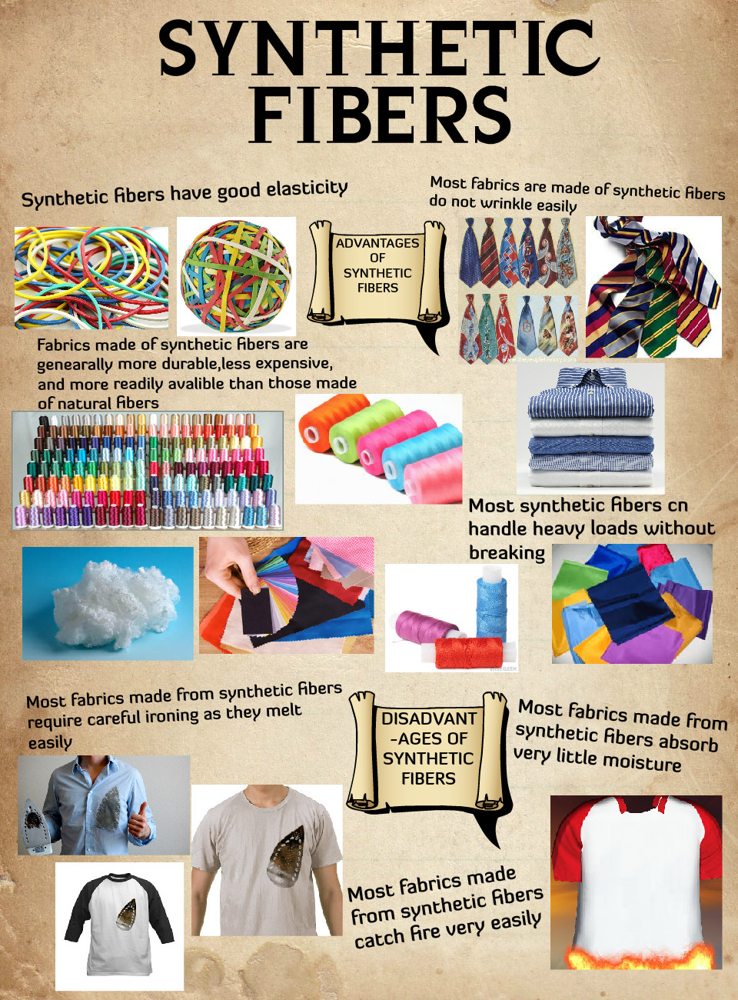 SYNTHETIC
FIBERS
Synthetic fibers have good elasticity
Most fabrics are made of synthetic fibers
do not wrinkle easily
ADVANTAGES
OF
SYNTHETIC
FIBERS
www.thepeoplehistory.com
Fabrics made of synthetic fibers are
genearally more durable,less expensive,
and more readily avalible than those made
of natural fibers
Most synthetic fibers cn
handle heavy loads without
breaking
wiseGEEK
Most fabrics made from synthetic fibers
require careful ironing as they melt
easily
DISADVANT
-AGES OF
SYNTHETIC
FIBERS
Most fabrics made from
synthetic fibers absorb
very little moisture
Most fabrics made
from synthetic fibers
catch fire very easily